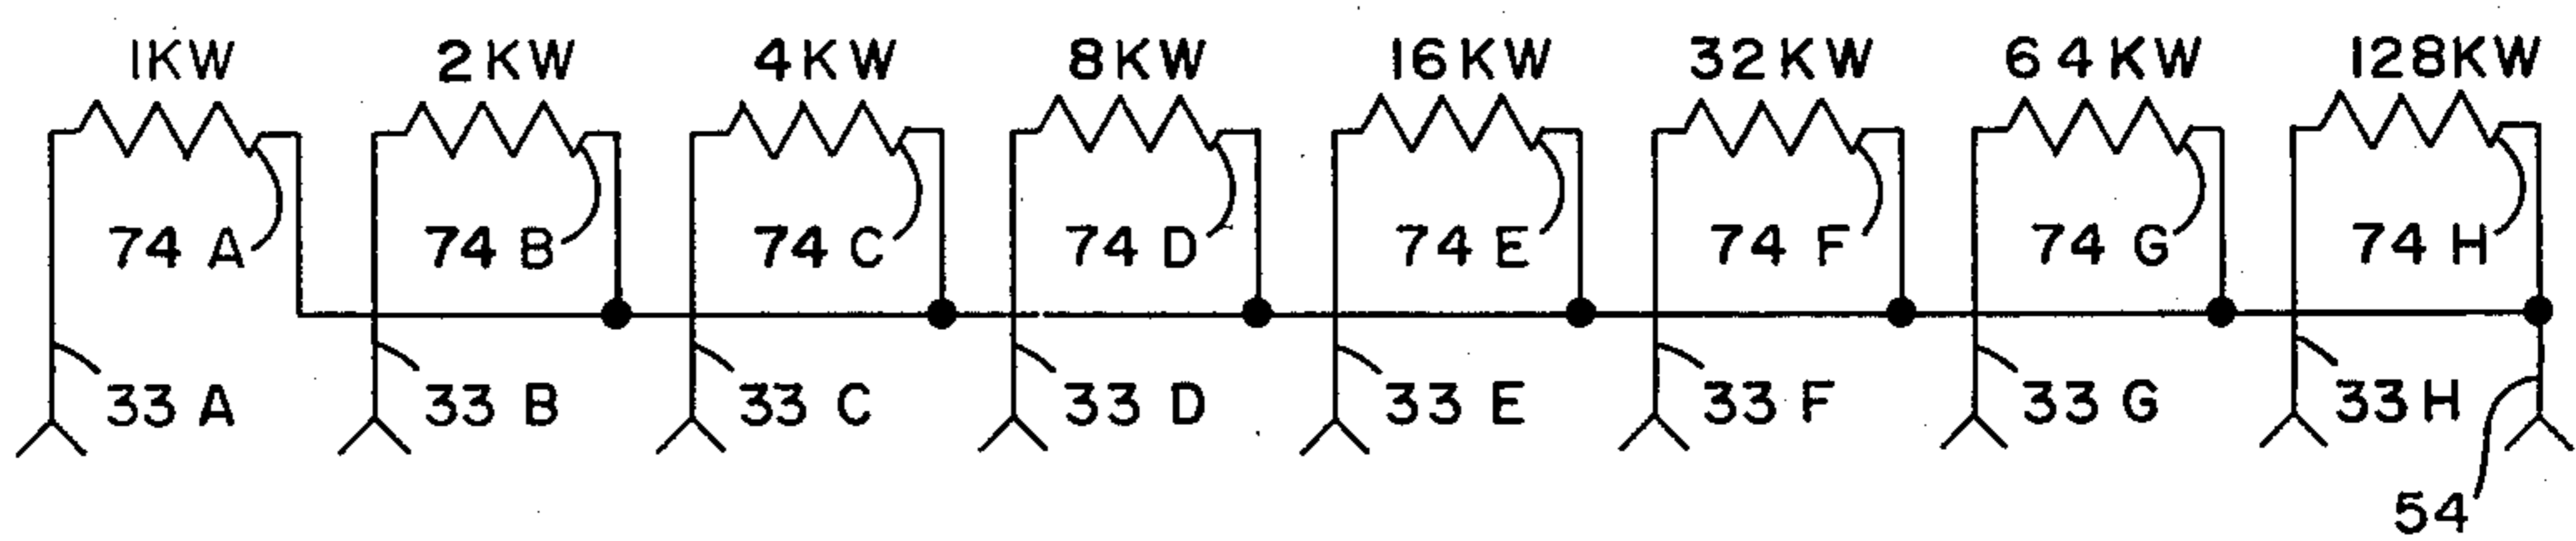 1KW 2KW 4KW 8KW 16KW 32KW 64KW 128KW
74 A 74 B 74 C 74 D 74 E 74 F 74 G 74 H
33 A 33 B 33 C 33 D 33 E 33 F 33 G 33 H
54